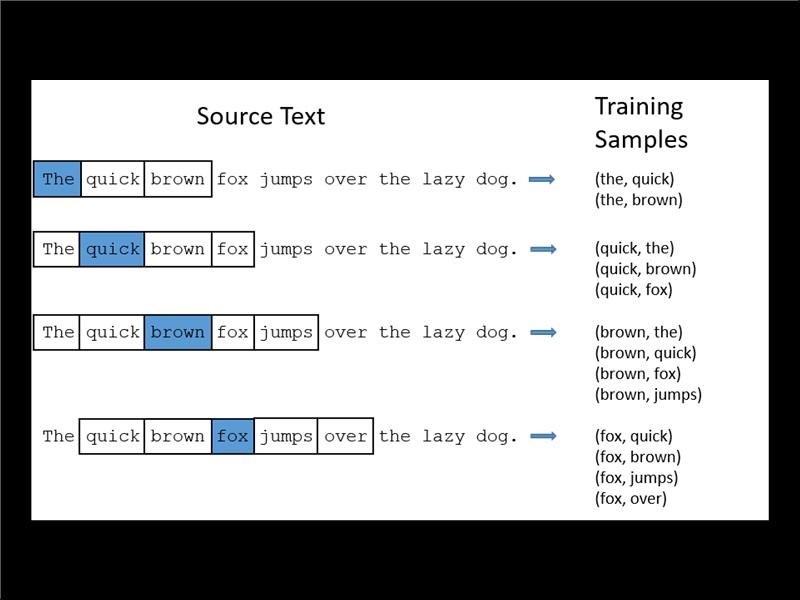 Source Text
Training
Samples
The quick brown fox jumps over the lazy dog.
(the, quick)
(the, brown)
The quick brown fox jumps over the lazy dog.
(quick, the)
(quick, brown)
(quick, fox)
The quick brown fox jumps over the lazy dog.
(brown, the)
(brown, quick)
(brown, fox)
(brown, jumps)
The quick brown fox jumps over the lazy dog.
(fox, quick)
(fox, brown)
(fox, jumps)
(fox, over)